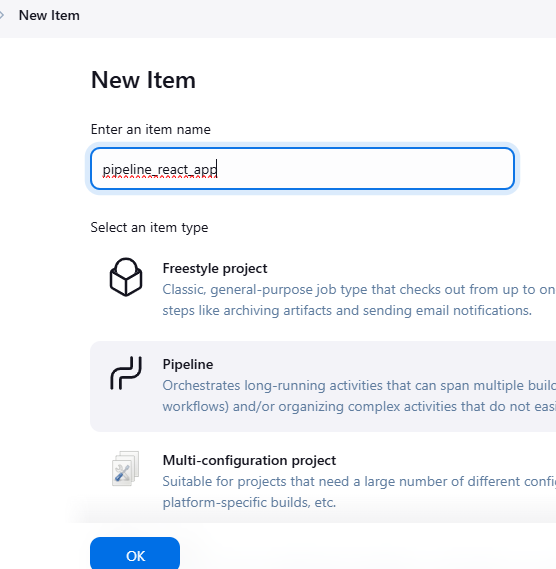 New Item
New Item
Enter an item name
pipeline_react_app
Select an item type
Freestyle project
Classic, general-purpose job type that checks out from up to on
steps like archiving artifacts and sending email notifications.
Pipeline
Orchestrates long-running activities that can span multiple build
workflows) and/or organizing complex activities that do not easi
Multi-configuration project
Suitable for projects that need a large number of different confi
platform-specific builds, etc.
OK